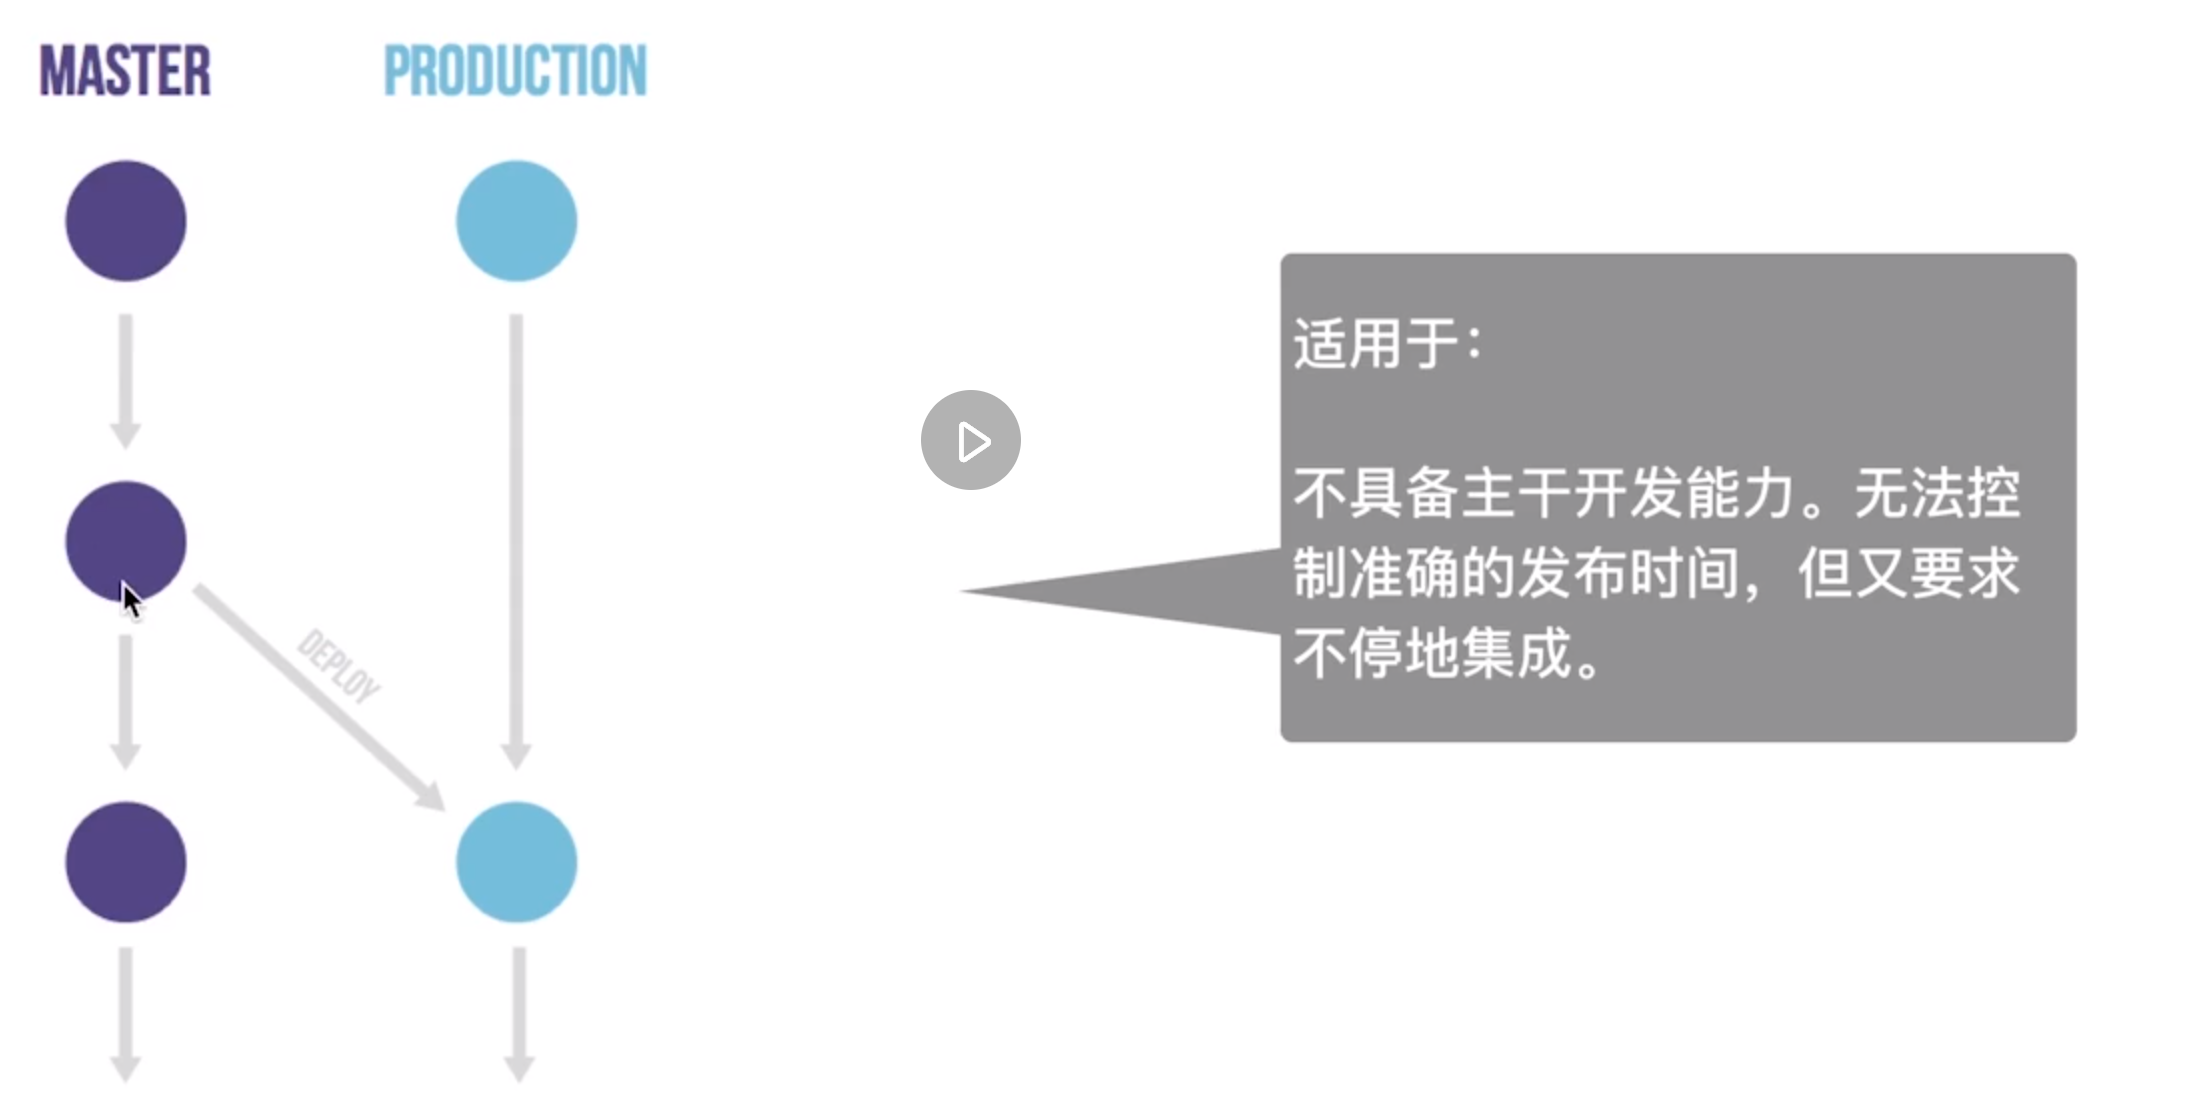 MASTER
PRODUCTION
适用于：
不具备主干开发能力。无法控
制准确的发布时间，但又要求
不停地集成。
DEPLOY